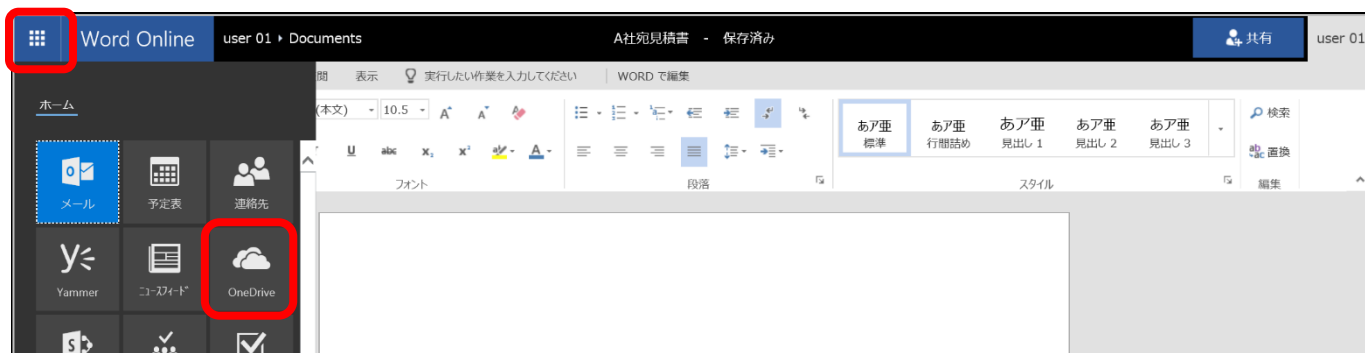 Word Online user 01 ▸ Documents A社宛見積書 - 保存済み 共有 user 01
閲 表示 実行したい作業を入力してください WORD で編集
ホーム
(本文) 10.5 A A 検索
あア亜 あア亜 あア亜 あア亜 あア亜
標準 行間詰め 見出し 1 見出し 2 見出し 3
U abc x₂ x² aby A 置換
フォント 段落 スタイル 編集
メール 予定表 連絡先
Yammer ニュースフィード OneDrive
S